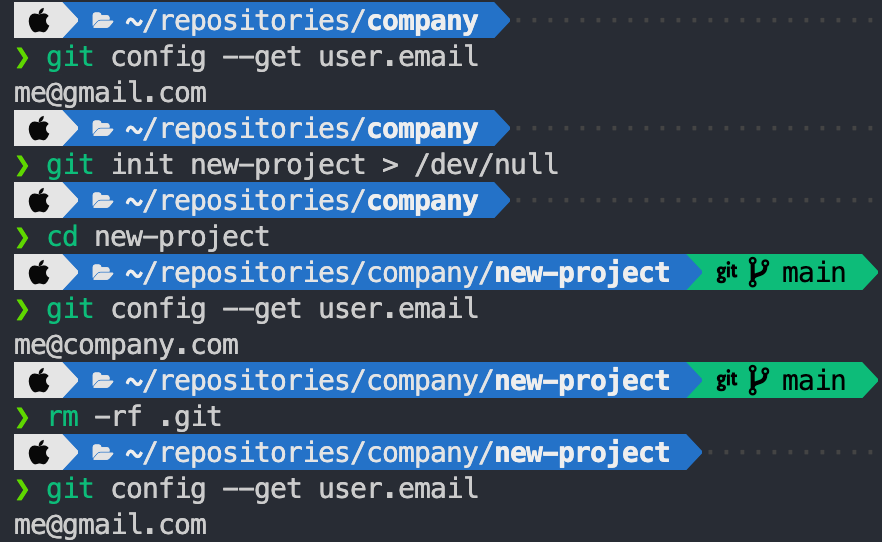 ~/repositories/company
❯ git config --get user.email
me@gmail.com
~/repositories/company
❯ git init new-project > /dev/null
~/repositories/company
❯ cd new-project
~/repositories/company/new-project git main
❯ git config --get user.email
me@company.com
~/repositories/company/new-project git main
❯ rm -rf .git
~/repositories/company/new-project
❯ git config --get user.email
me@gmail.com